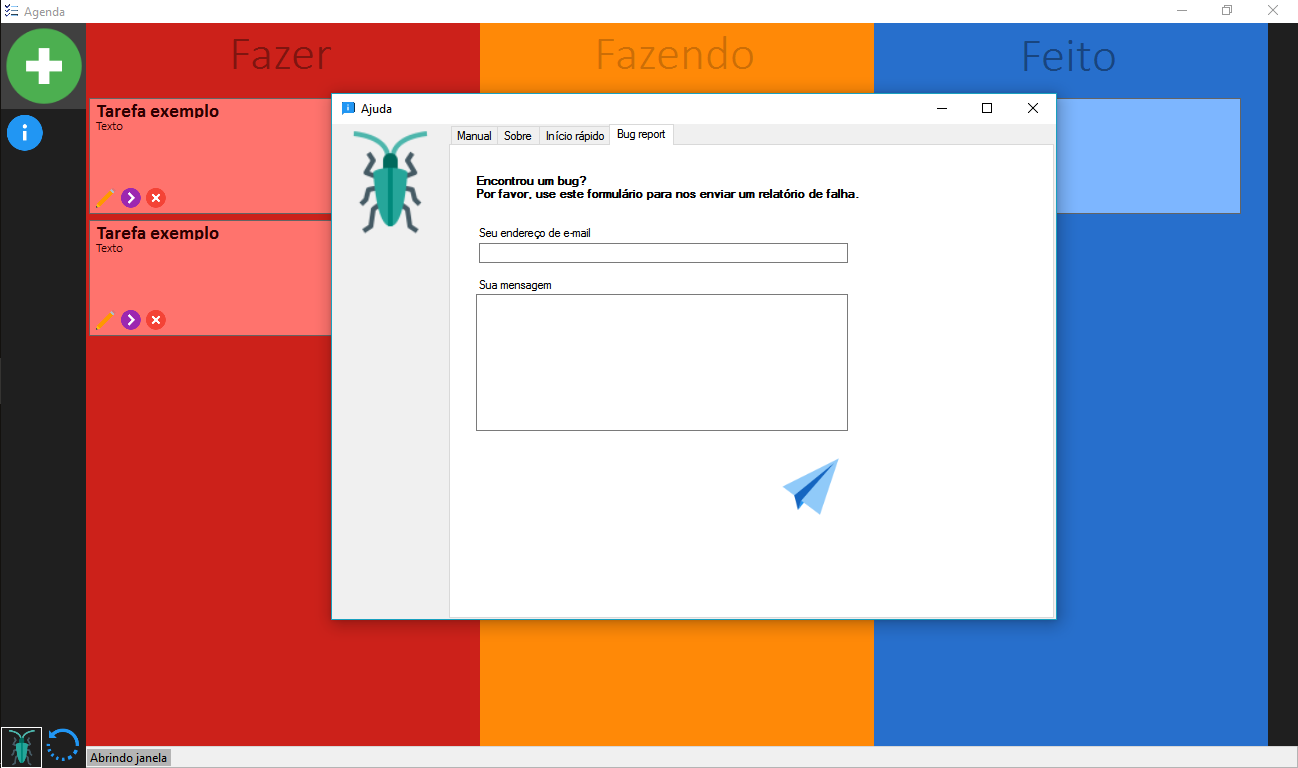 Agenda
Fazer
Fazendo
Feito
Tarefa exemplo
Texto
Tarefa exemplo
Texto
Ajuda
Manual
Sobre
Início rápido
Bug report
Encontrou um bug?
Por favor, use este formulário para nos enviar um relatório de falha.
Seu endereço de e-mail
Sua mensagem
Abrindo janela